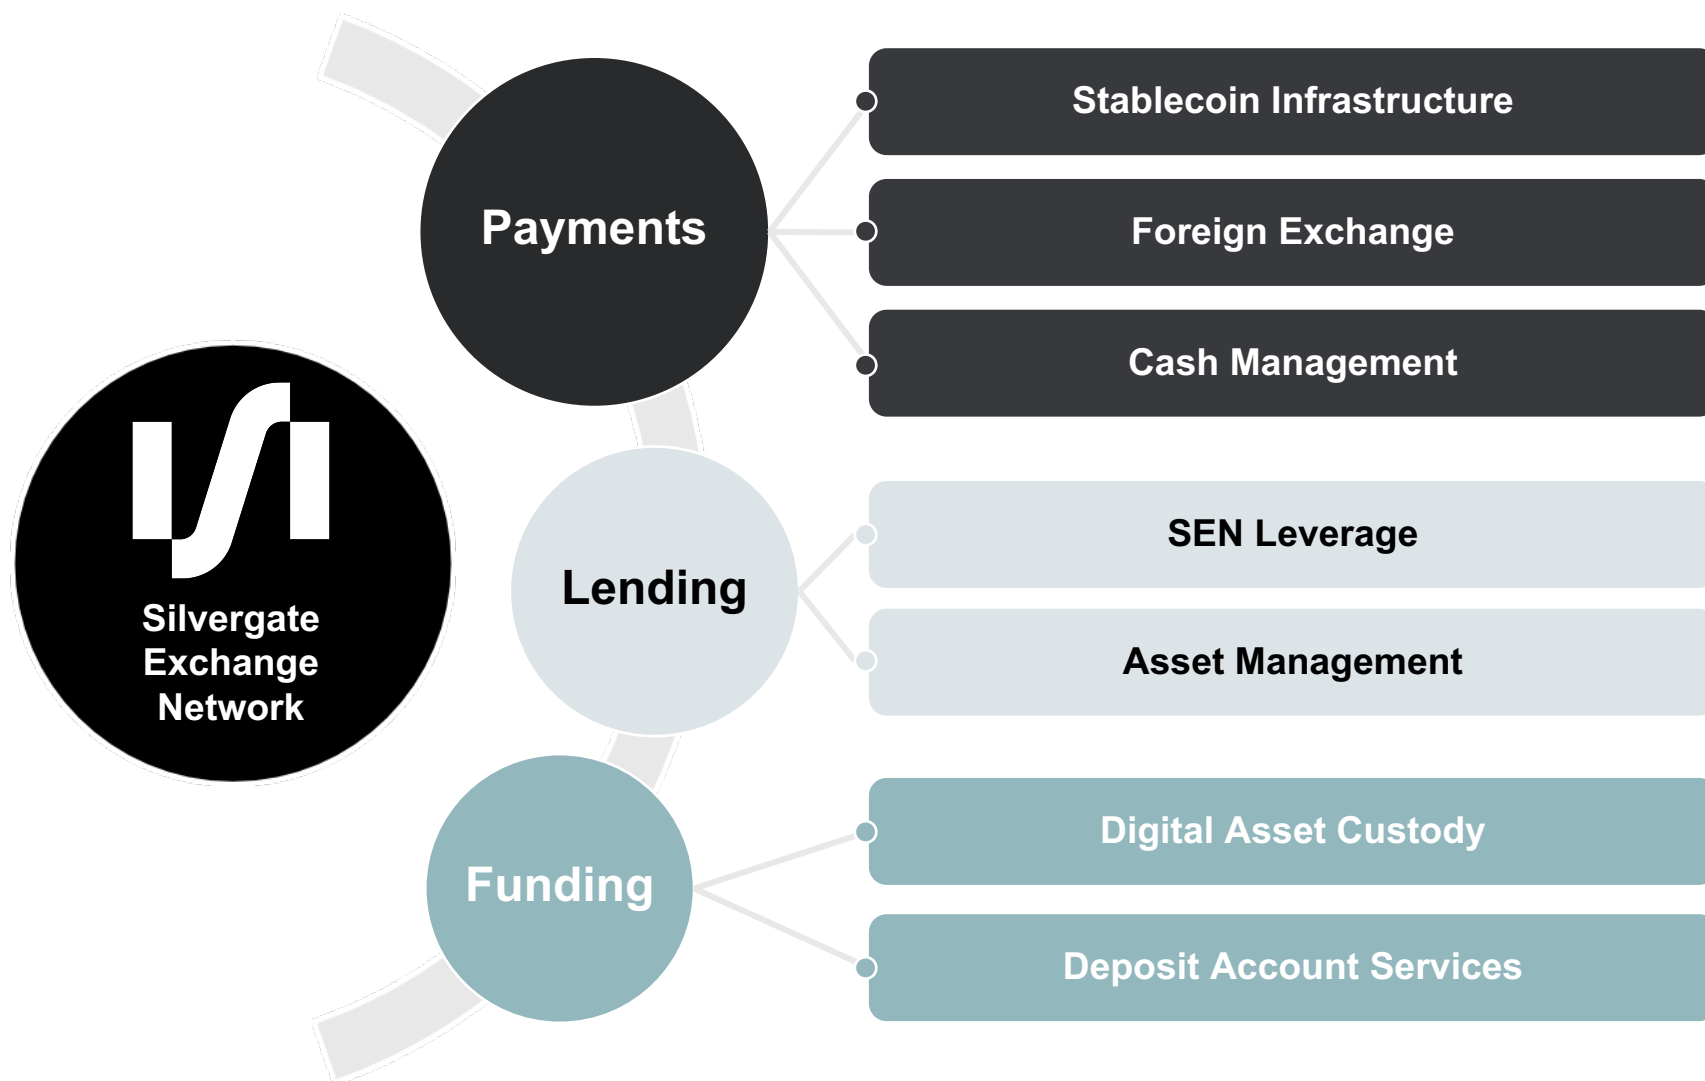 Silvergate
Exchange
Network
Payments
Stablecoin Infrastructure
Foreign Exchange
Cash Management
Lending
SEN Leverage
Asset Management
Funding
Digital Asset Custody
Deposit Account Services